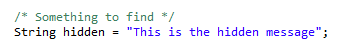 /* Something to find */
String hidden = "This is the hidden message";